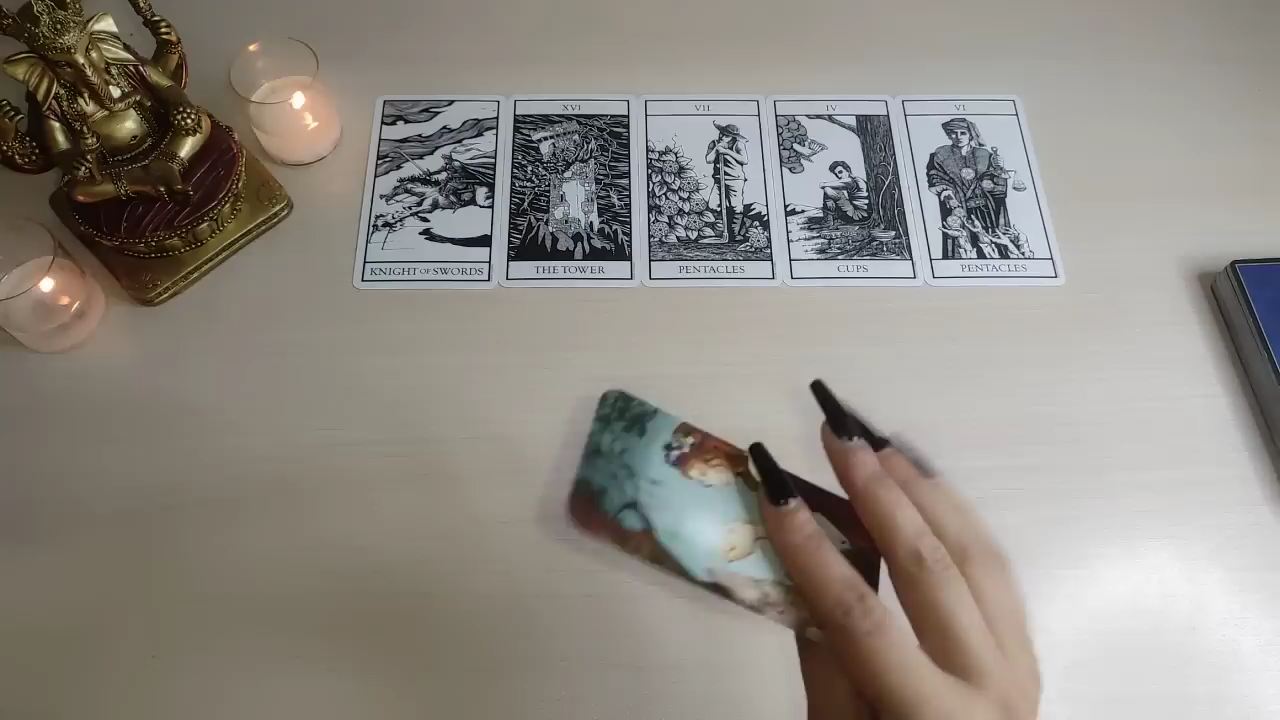 KNIGHT OF SWORDS
XVI
THE TOWER
VII
PENTACLES
IV
CUPS
VI
PENTACLES